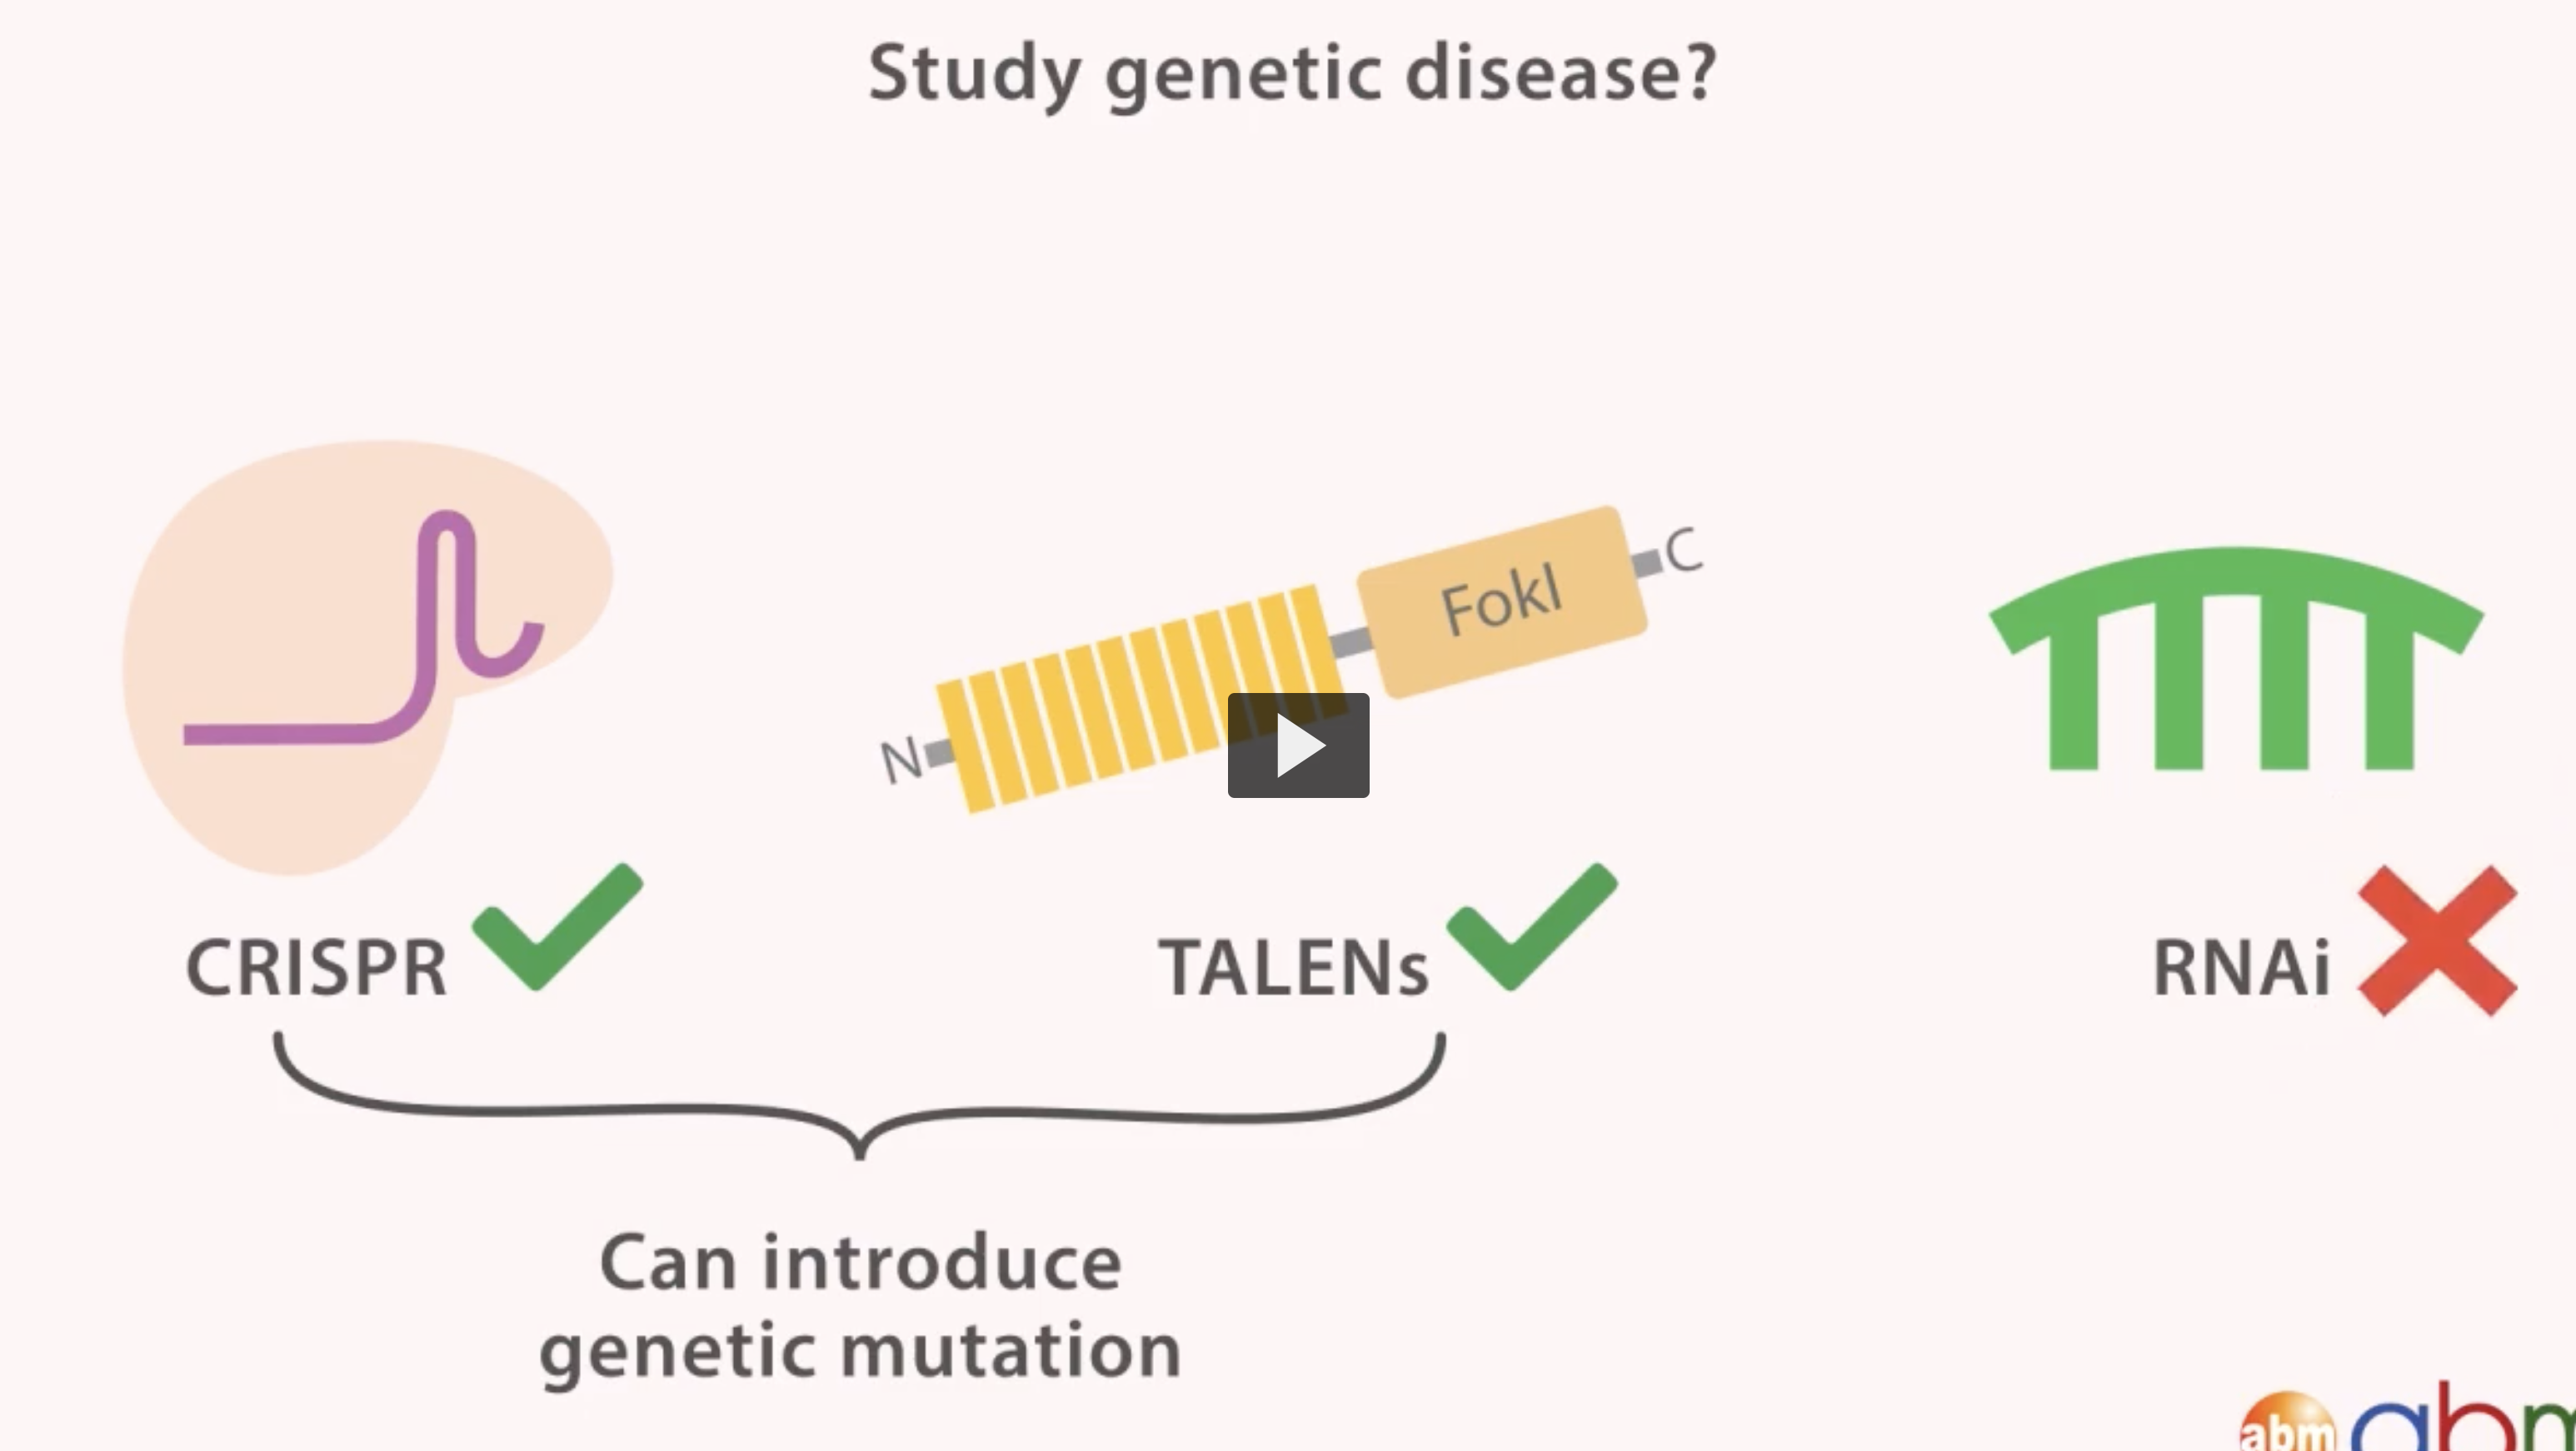 Study genetic disease?
N
FokI
C
CRISPR
TALENs
RNAi
Can introduce
genetic mutation
abm
abm